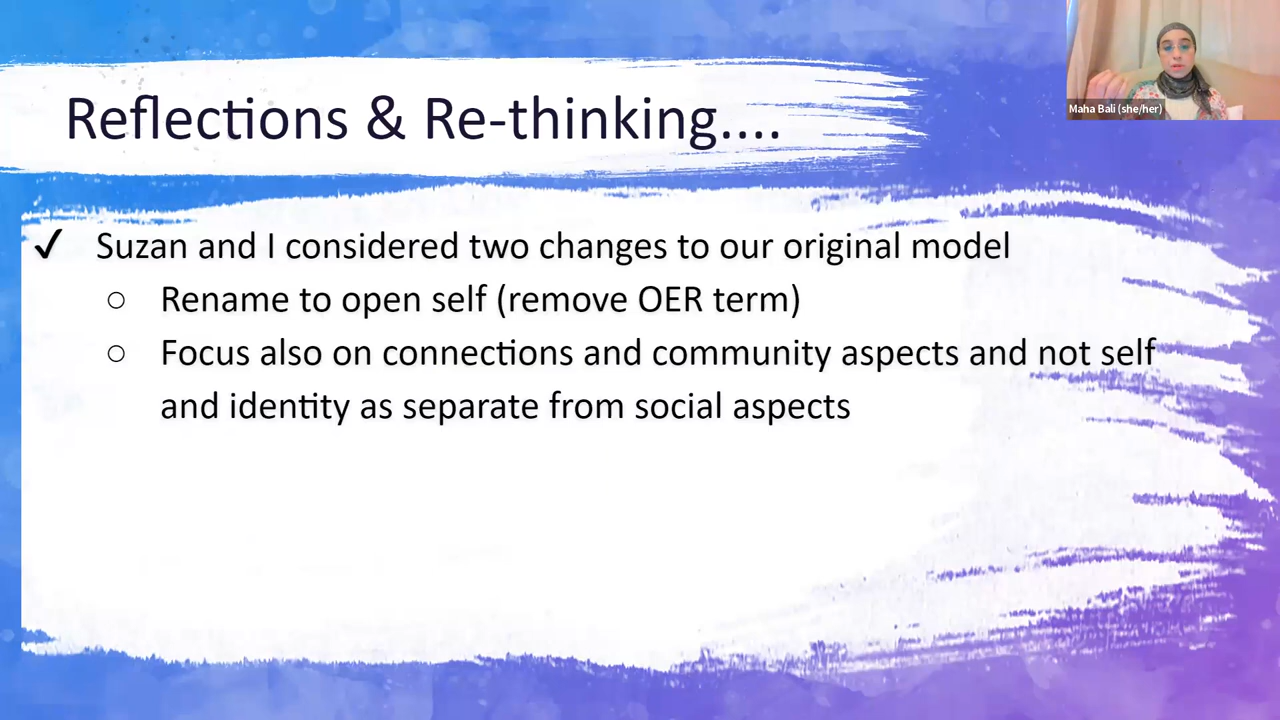 Maha Bali (she/her)
Reflections & Re-thinking....
✓ Suzan and I considered two changes to our original model
○ Rename to open self (remove OER term)
○ Focus also on connections and community aspects and not self
and identity as separate from social aspects